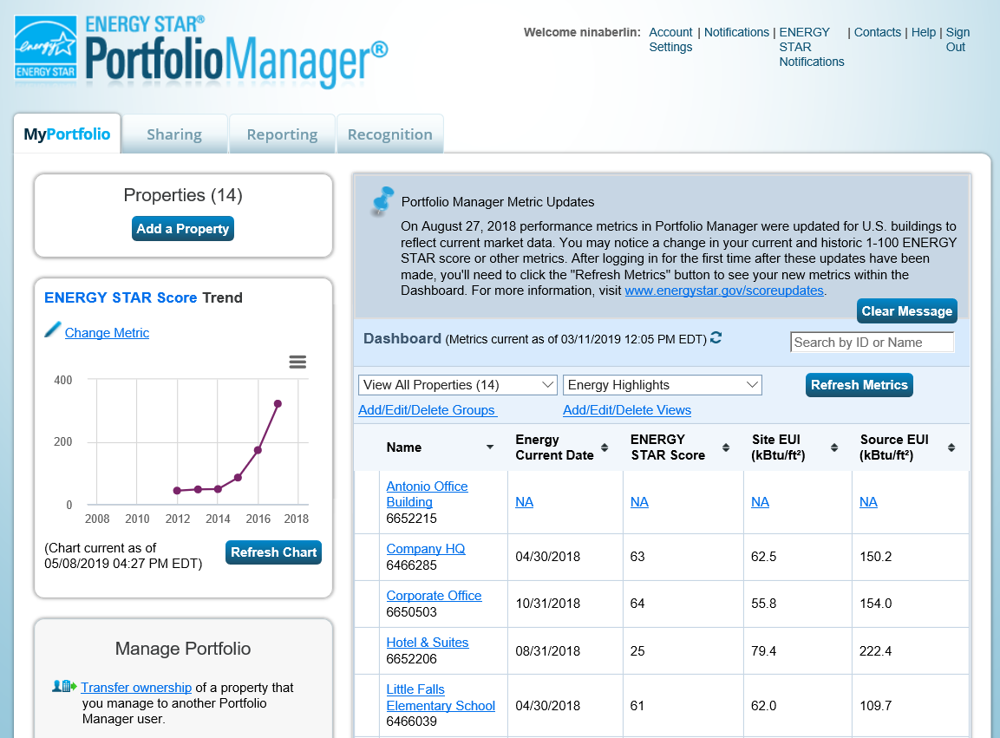 ENERGY STAR®
PortfolioManager®
energy
ENERGY STAR
Welcome ninaberlin: Account Settings | Notifications | ENERGY STAR Notifications | Contacts | Help | Sign Out
MyPortfolio
Sharing
Reporting
Recognition
Properties (14)
Add a Property
ENERGY STAR Score Trend
Change Metric
400
200
0
2008 2010 2012 2014 2016 2018
(Chart current as of
05/08/2019 04:27 PM EDT)
Refresh Chart
Manage Portfolio
Transfer ownership of a property that
you manage to another Portfolio
Manager user.
Portfolio Manager Metric Updates
On August 27, 2018 performance metrics in Portfolio Manager were updated for U.S. buildings to
reflect current market data. You may notice a change in your current and historic 1-100 ENERGY
STAR score or other metrics. After logging in for the first time after these updates have been
made, you'll need to click the "Refresh Metrics" button to see your new metrics within the
Dashboard. For more information, visit www.energystar.gov/scoreupdates.
Clear Message
Dashboard (Metrics current as of 03/11/2019 12:05 PM EDT)
Search by ID or Name
View All Properties (14)
Energy Highlights
Refresh Metrics
Add/Edit/Delete Groups
Add/Edit/Delete Views
Name
Energy Current Date
ENERGY STAR Score
Site EUI (kBtu/ft²)
Source EUI (kBtu/ft²)
Antonio Office
Building
6652215
NA NA NA NA
Company HQ
6466285
04/30/2018 63 62.5 150.2
Corporate Office
6650503
10/31/2018 64 55.8 154.0
Hotel & Suites
6652206
08/31/2018 25 79.4 222.4
Little Falls
Elementary School
6466039
04/30/2018 61 62.0 109.7